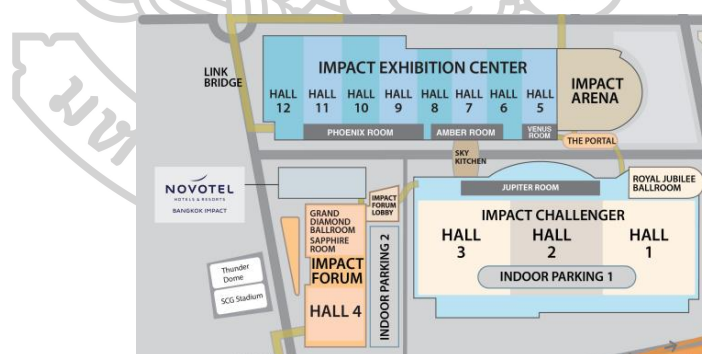 LINK
BRIDGE
IMPACT EXHIBITION CENTER
HALL 12
HALL 11
HALL 10
HALL 9
HALL 8
HALL 7
HALL 6
HALL 5
IMPACT
ARENA
PHOENIX ROOM
AMBER ROOM
VENUS
ROOM
THE PORTAL
SKY
KITCHEN
NOVOTEL
HOTELS & RESORTS
BANGKOK IMPACT
IMPACT
FORUM
LOBBY
JUPITER ROOM
ROYAL JUBILEE
BALLROOM
GRAND
DIAMOND
BALLROOM
SAPPHIRE
ROOM
IMPACT
FORUM
HALL 4
INDOOR PARKING 2
IMPACT CHALLENGER
HALL
3
HALL
2
HALL
1
INDOOR PARKING 1
Thunder
Dome
SCG Stadium
มห